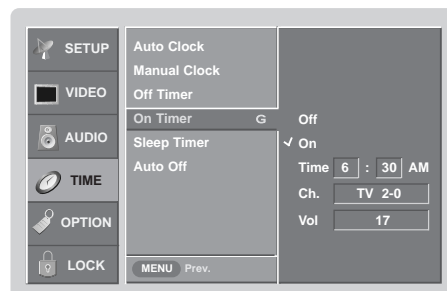 SETUP
VIDEO
AUDIO
TIME
OPTION
LOCK
Auto Clock
Manual Clock
Off Timer
On Timer G
Sleep Timer
Auto Off
MENU Prev.
Off
✓ On
Time 6 : 30 AM
Ch. TV 2-0
Vol 17